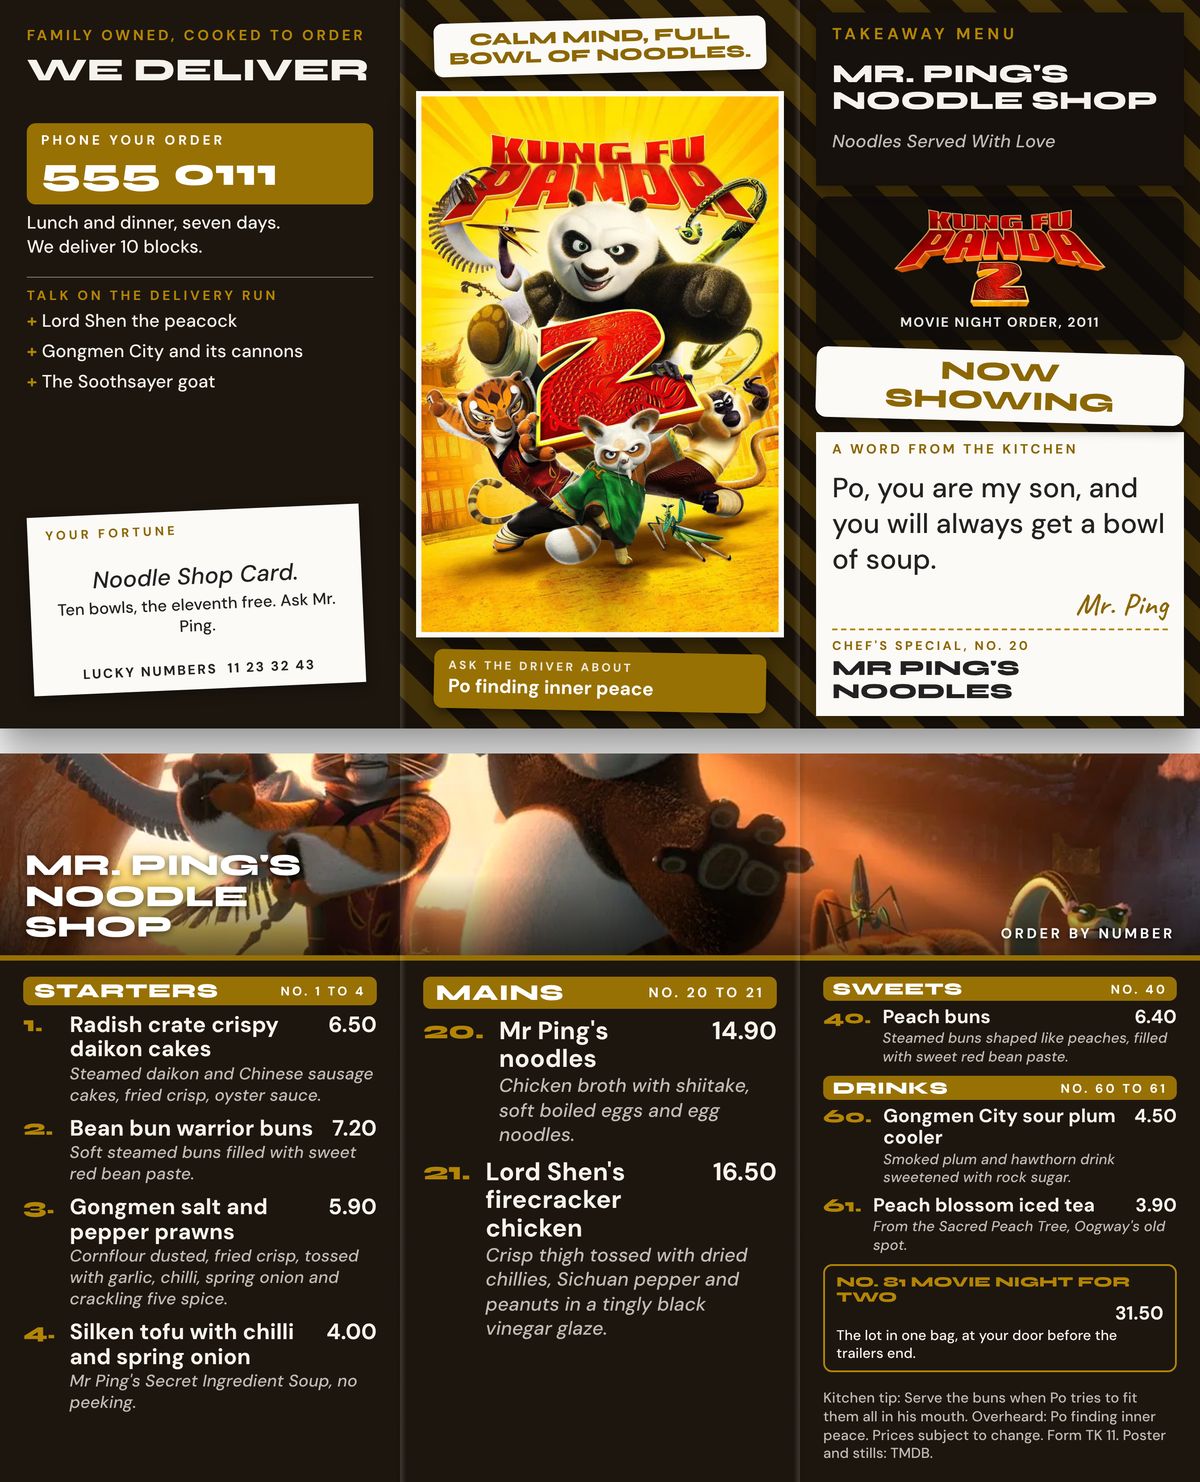 FAMILY OWNED, COOKED TO ORDER
WE DELIVER
PHONE YOUR ORDER
555 0111
Lunch and dinner, seven days.
We deliver 10 blocks.
TALK ON THE DELIVERY RUN
+ Lord Shen the peacock
+ Gongmen City and its cannons
+ The Soothsayer goat
YOUR FORTUNE
Noodle Shop Card.
Ten bowls, the eleventh free. Ask Mr.
Ping.
LUCKY NUMBERS 11 23 32 43
CALM MIND, FULL
BOWL OF NOODLES.
KUNG FU
PANDA
2
ASK THE DRIVER ABOUT
Po finding inner peace
TAKEAWAY MENU
MR. PING'S
NOODLE SHOP
Noodles Served With Love
KUNG FU
PANDA
2
MOVIE NIGHT ORDER, 2011
NOW
SHOWING
A WORD FROM THE KITCHEN
Po, you are my son, and
you will always get a bowl
of soup.
Mr. Ping
CHEF'S SPECIAL, NO. 20
MR PING'S
NOODLES
MR. PING'S
NOODLE
SHOP
ORDER BY NUMBER
STARTERS NO. 1 TO 4
1. Radish crate crispy 6.50
daikon cakes
Steamed daikon and Chinese sausage
cakes, fried crisp, oyster sauce.
2. Bean bun warrior buns 7.20
Soft steamed buns filled with sweet
red bean paste.
3. Gongmen salt and 5.90
pepper prawns
Cornflour dusted, fried crisp, tossed
with garlic, chilli, spring onion and
crackling five spice.
4. Silken tofu with chilli 4.00
and spring onion
Mr Ping's Secret Ingredient Soup, no
peeking.
MAINS NO. 20 TO 21
20. Mr Ping's 14.90
noodles
Chicken broth with shiitake,
soft boiled eggs and egg
noodles.
21. Lord Shen's 16.50
firecracker
chicken
Crisp thigh tossed with dried
chillies, Sichuan pepper and
peanuts in a tingly black
vinegar glaze.
SWEETS NO. 40
40. Peach buns 6.40
Steamed buns shaped like peaches, filled
with sweet red bean paste.
DRINKS NO. 60 TO 61
60. Gongmen City sour plum 4.50
cooler
Smoked plum and hawthorn drink
sweetened with rock sugar.
61. Peach blossom iced tea 3.90
From the Sacred Peach Tree, Oogway's old
spot.
NO. 81 MOVIE NIGHT FOR
TWO
31.50
The lot in one bag, at your door before the
trailers end.
Kitchen tip: Serve the buns when Po tries to fit
them all in his mouth. Overheard: Po finding inner
peace. Prices subject to change. Form TK 11. Poster
and stills: TMDB.